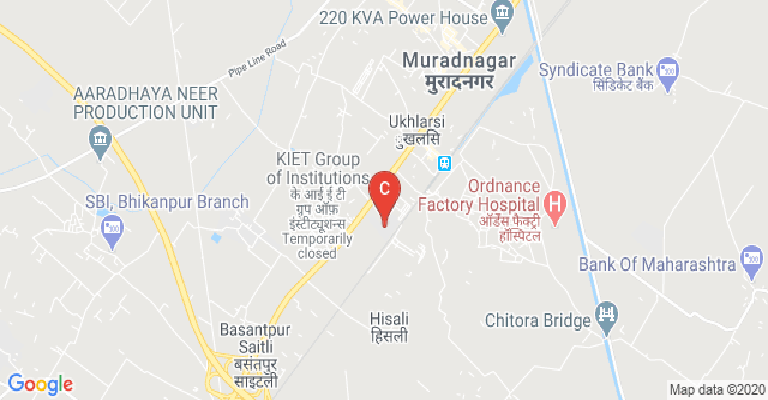 220 KVA Power House
Muradnagar
मुरादनगर
Pipe Line Road
Syndicate Bank
सिंडिकेट बैंक
AARADHAYA NEER
PRODUCTION UNIT
Ukhlarsi
ुखलसि
KIET Group
of Institutions
के आई ई टी
ग्रुप ऑफ़
इंस्टीट्यूशन्स
Temporarily
closed
C
Ordnance
Factory Hospital
ऑर्डेंस फैक्ट्री
हॉस्पिटल
H
SBI, Bhikanpur Branch
Bank Of Maharashtra
Hisali
हिसली
Chitora Bridge
Basantpur
Saitli
बसंतपुर
साइटली
Google
Map data ©2020